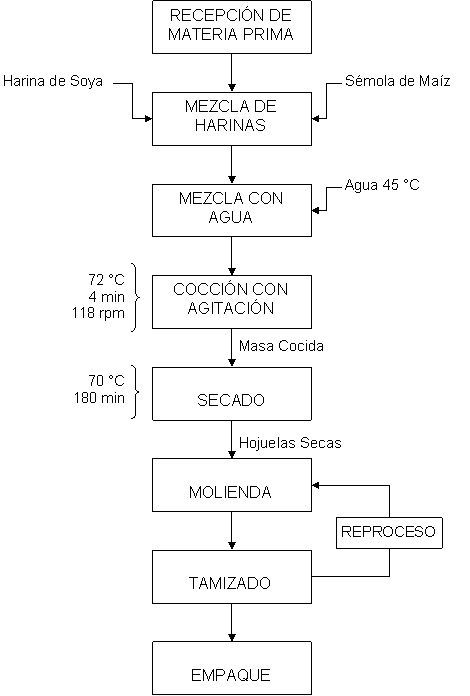 RECEPCIÓN DE
MATERIA PRIMA
Harina de Soya
Sémola de Maíz
MEZCLA DE
HARINAS
Agua 45 °C
MEZCLA CON
AGUA
72 °C
4 min
118 rpm
COCCIÓN CON
AGITACIÓN
Masa Cocida
70 °C
180 min
SECADO
Hojuelas Secas
MOLIENDA
REPROCESO
TAMIZADO
EMPAQUE